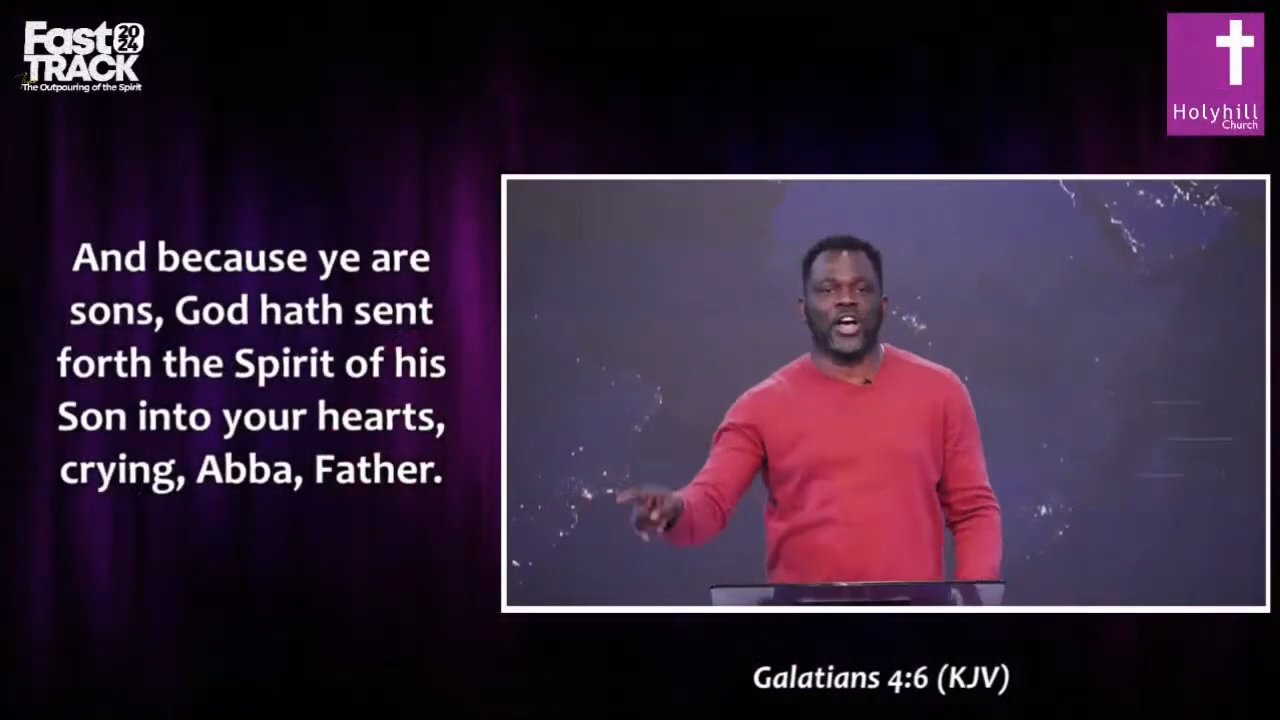 Fast 2024
TRACK
The Outpouring of the Spirit
Holyhill
Church
And because ye are
sons, God hath sent
forth the Spirit of his
Son into your hearts,
crying, Abba, Father.
Galatians 4:6 (KJV)